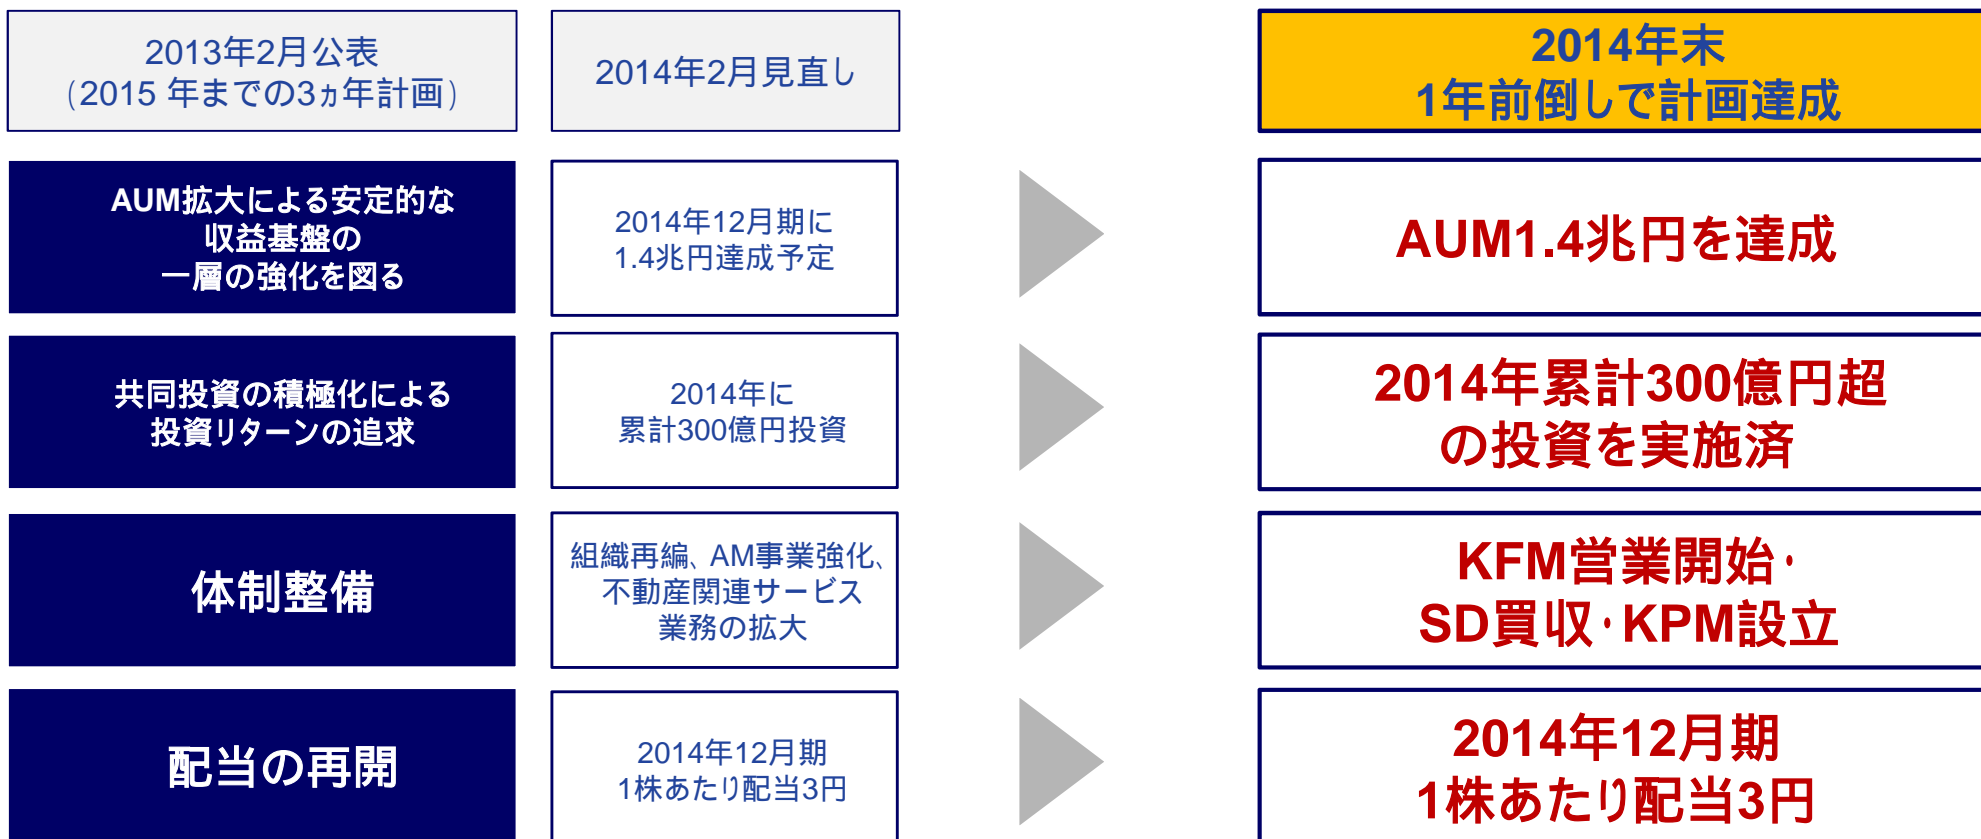 2013年2月公表
（2015 年までの3ヵ年計画）
2014年2月見直し
2014年末
1年前倒しで計画達成
AUM拡大による安定的な
収益基盤の
一層の強化を図る
2014年12月期に
1.4兆円達成予定
AUM1.4兆円を達成
共同投資の積極化による
投資リターンの追求
2014年に
累計300億円投資
2014年累計300億円超
の投資を実施済
体制整備
組織再編、AM事業強化、
不動産関連サービス
業務の拡大
KFM営業開始・
SD買収・KPM設立
配当の再開
2014年12月期
1株あたり配当3円
2014年12月期
1株あたり配当3円